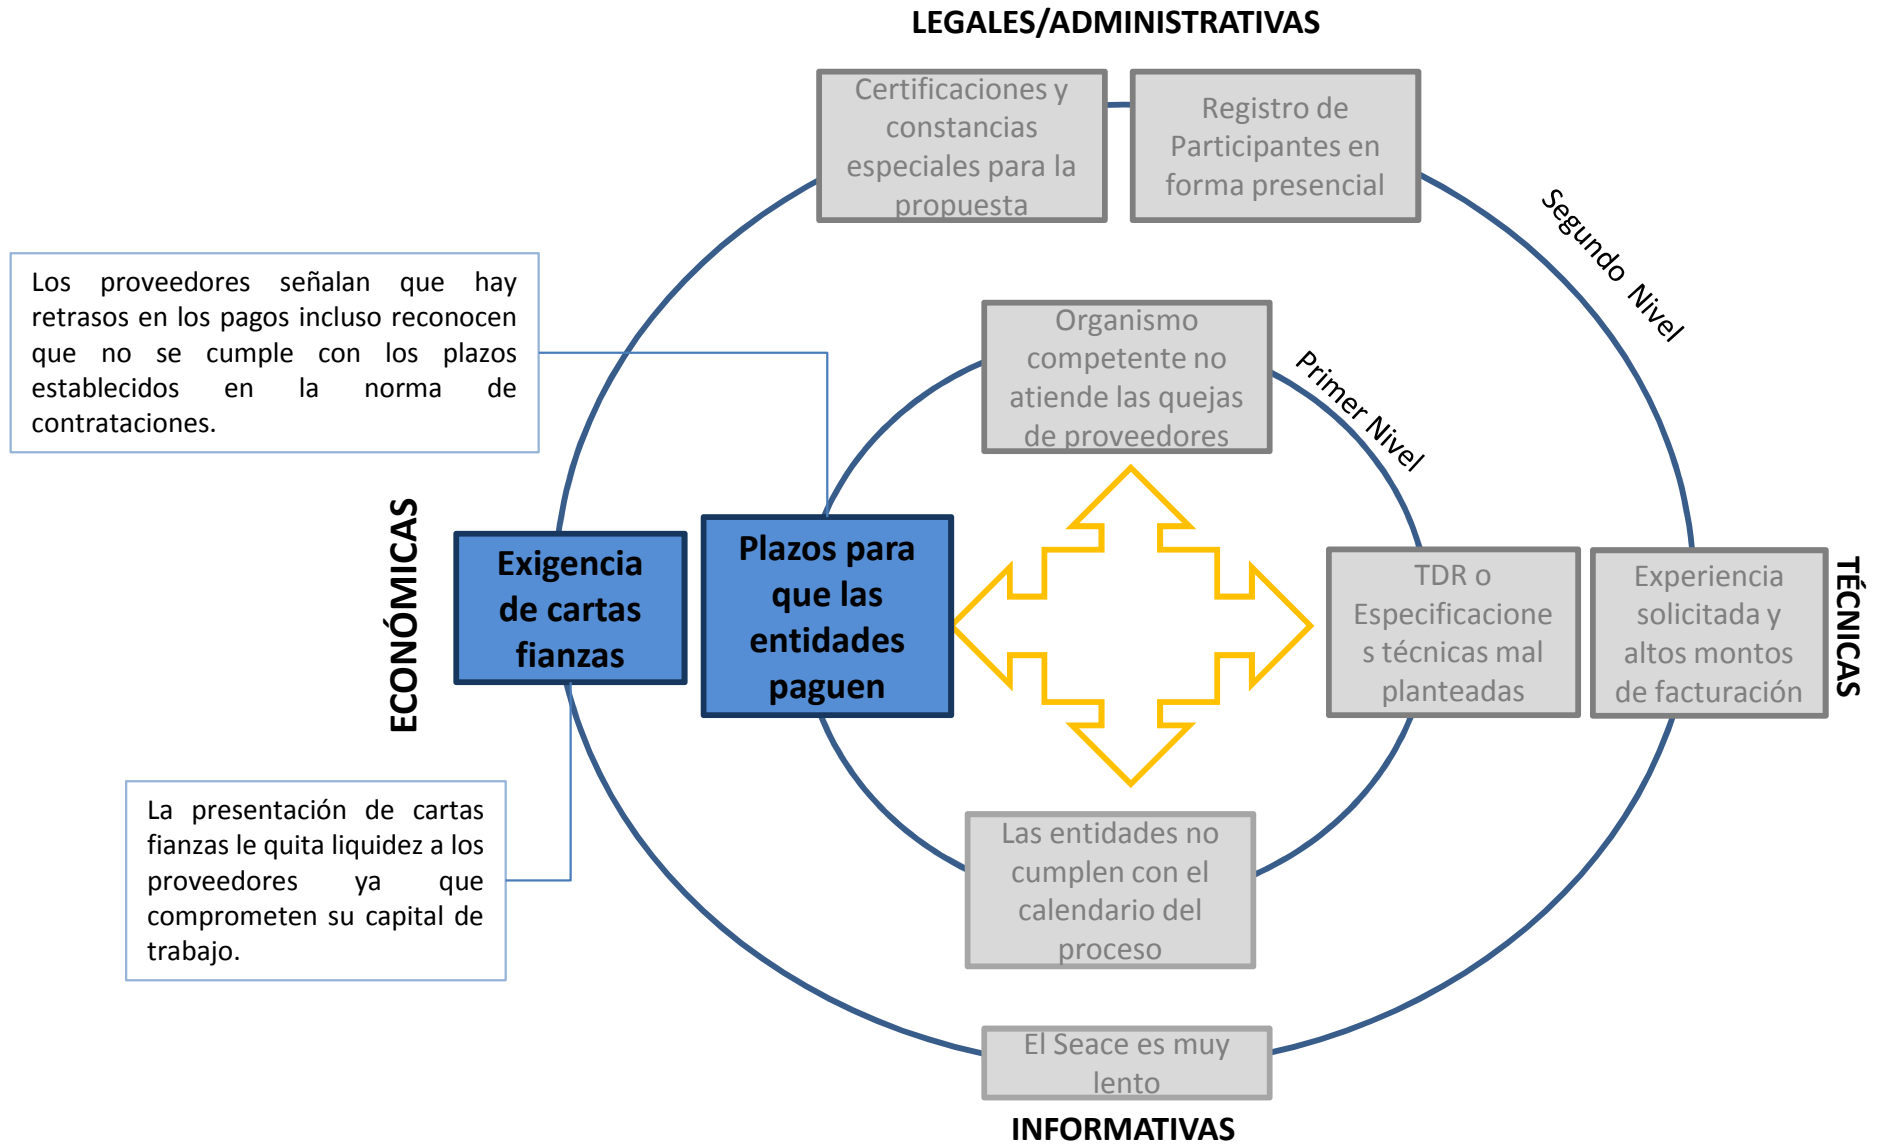 LEGALES/ADMINISTRATIVAS
Certificaciones y
constancias
especiales para la
propuesta
Registro de
Participantes en
forma presencial
Segundo Nivel
Los proveedores señalan que hay
retrasos en los pagos incluso reconocen
que no se cumple con los plazos
establecidos en la norma de
contrataciones.
Organismo
competente no
atiende las quejas
de proveedores
Primer Nivel
ECONÓMICAS
Exigencia
de cartas
fianzas
Plazos para
que las
entidades
paguen
TDR o
Especificacione
s técnicas mal
planteadas
Experiencia
solicitada y
altos montos
de facturación
TÉCNICAS
La presentación de cartas
fianzas le quita liquidez a los
proveedores ya que
comprometen su capital de
trabajo.
Las entidades no
cumplen con el
calendario del
proceso
El Seace es muy
lento
INFORMATIVAS